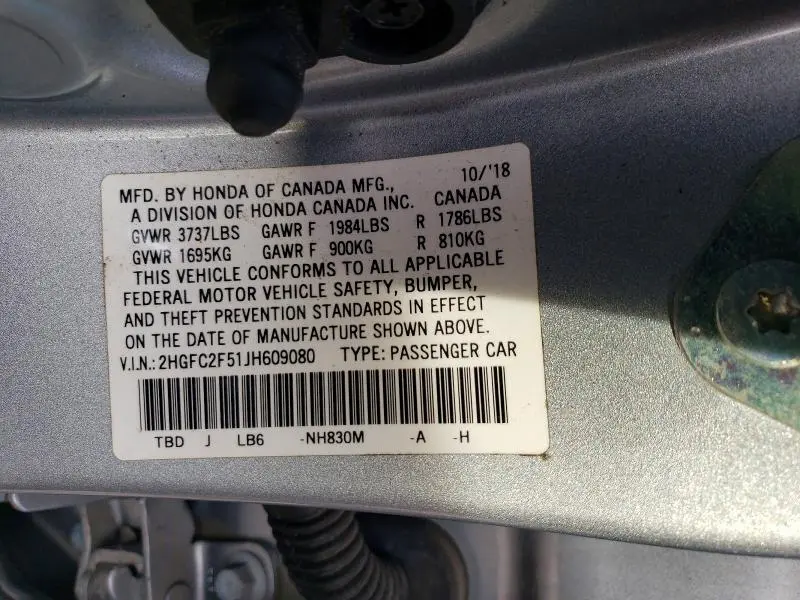 MFD. BY HONDA OF CANADA MFG., 10/'18
A DIVISION OF HONDA CANADA INC. CANADA
GVWR 3737LBS GAWR F 1984LBS R 1786LBS
GVWR 1695KG GAWR F 900KG R 810KG
THIS VEHICLE CONFORMS TO ALL APPLICABLE
FEDERAL MOTOR VEHICLE SAFETY, BUMPER,
AND THEFT PREVENTION STANDARDS IN EFFECT
ON THE DATE OF MANUFACTURE SHOWN ABOVE.
V.I.N.: 2HGFC2F51JH609080 TYPE: PASSENGER CAR
TBD J LB6 -NH830M -A -H